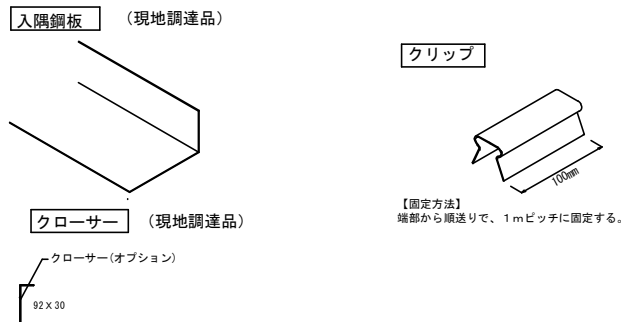 入隅鋼板 (現地調達品)
クリップ
100mm
【固定方法】
端部から順送りで、1mピッチに固定する。
クローサー (現地調達品)
クローサー(オプション)
92×30